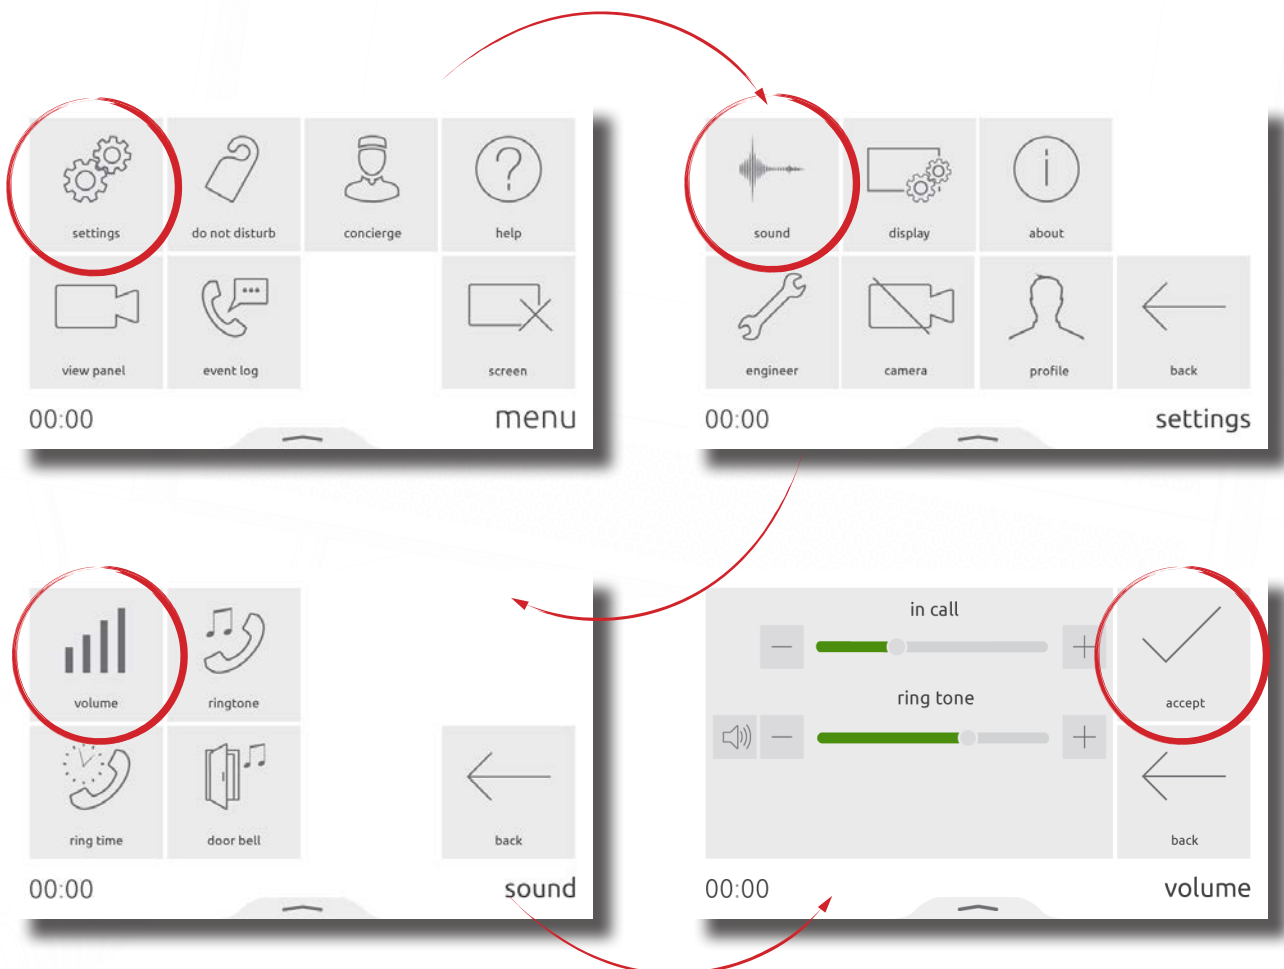 settings
do not disturb
concierge
help
view panel
event log
screen
00:00
menu
sound
display
about
engineer
camera
profile
back
00:00
settings
volume
ringtone
ring time
door bell
back
00:00
sound
in call
accept
ring tone
back
00:00
volume